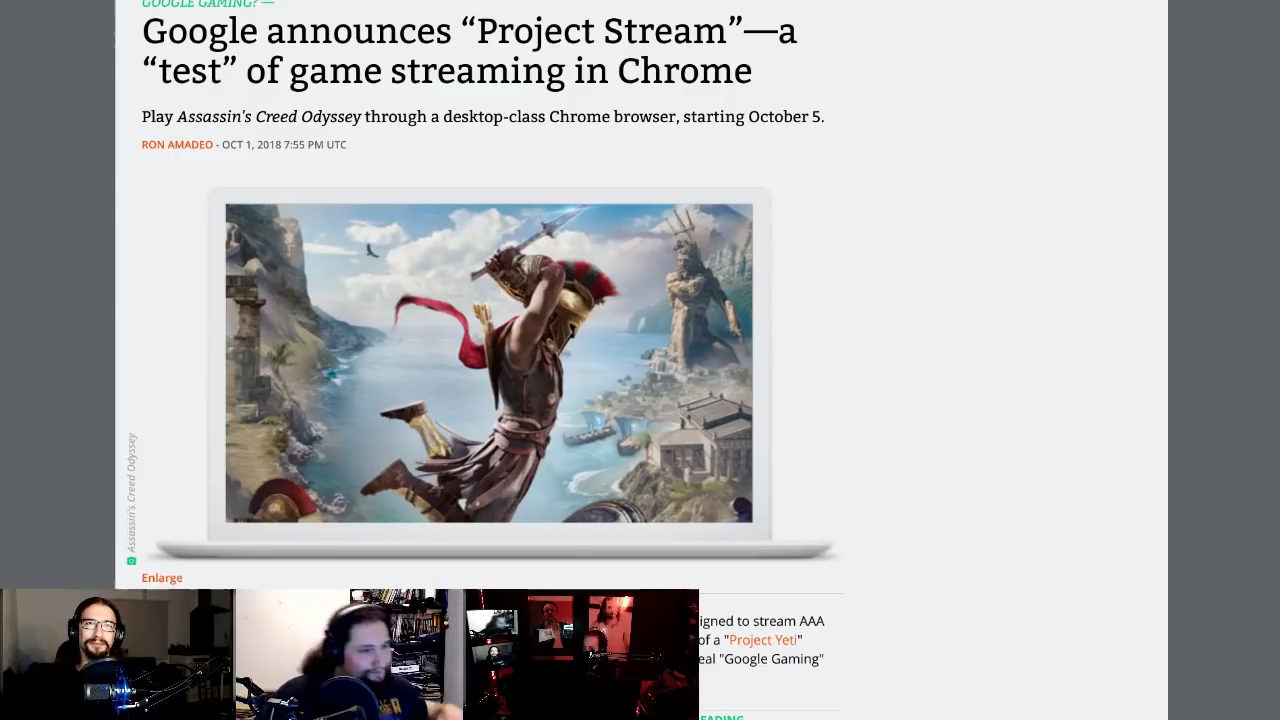 GOOGLE GAMING? —
Google announces “Project Stream”—a
“test” of game streaming in Chrome
Play Assassin's Creed Odyssey through a desktop-class Chrome browser, starting October 5.
RON AMADEO - OCT 1, 2018 7:55 PM UTC
Assassin's Creed Odyssey
Enlarge
igned to stream AAA
of a "Project Yeti"
eal "Google Gaming"
EADING